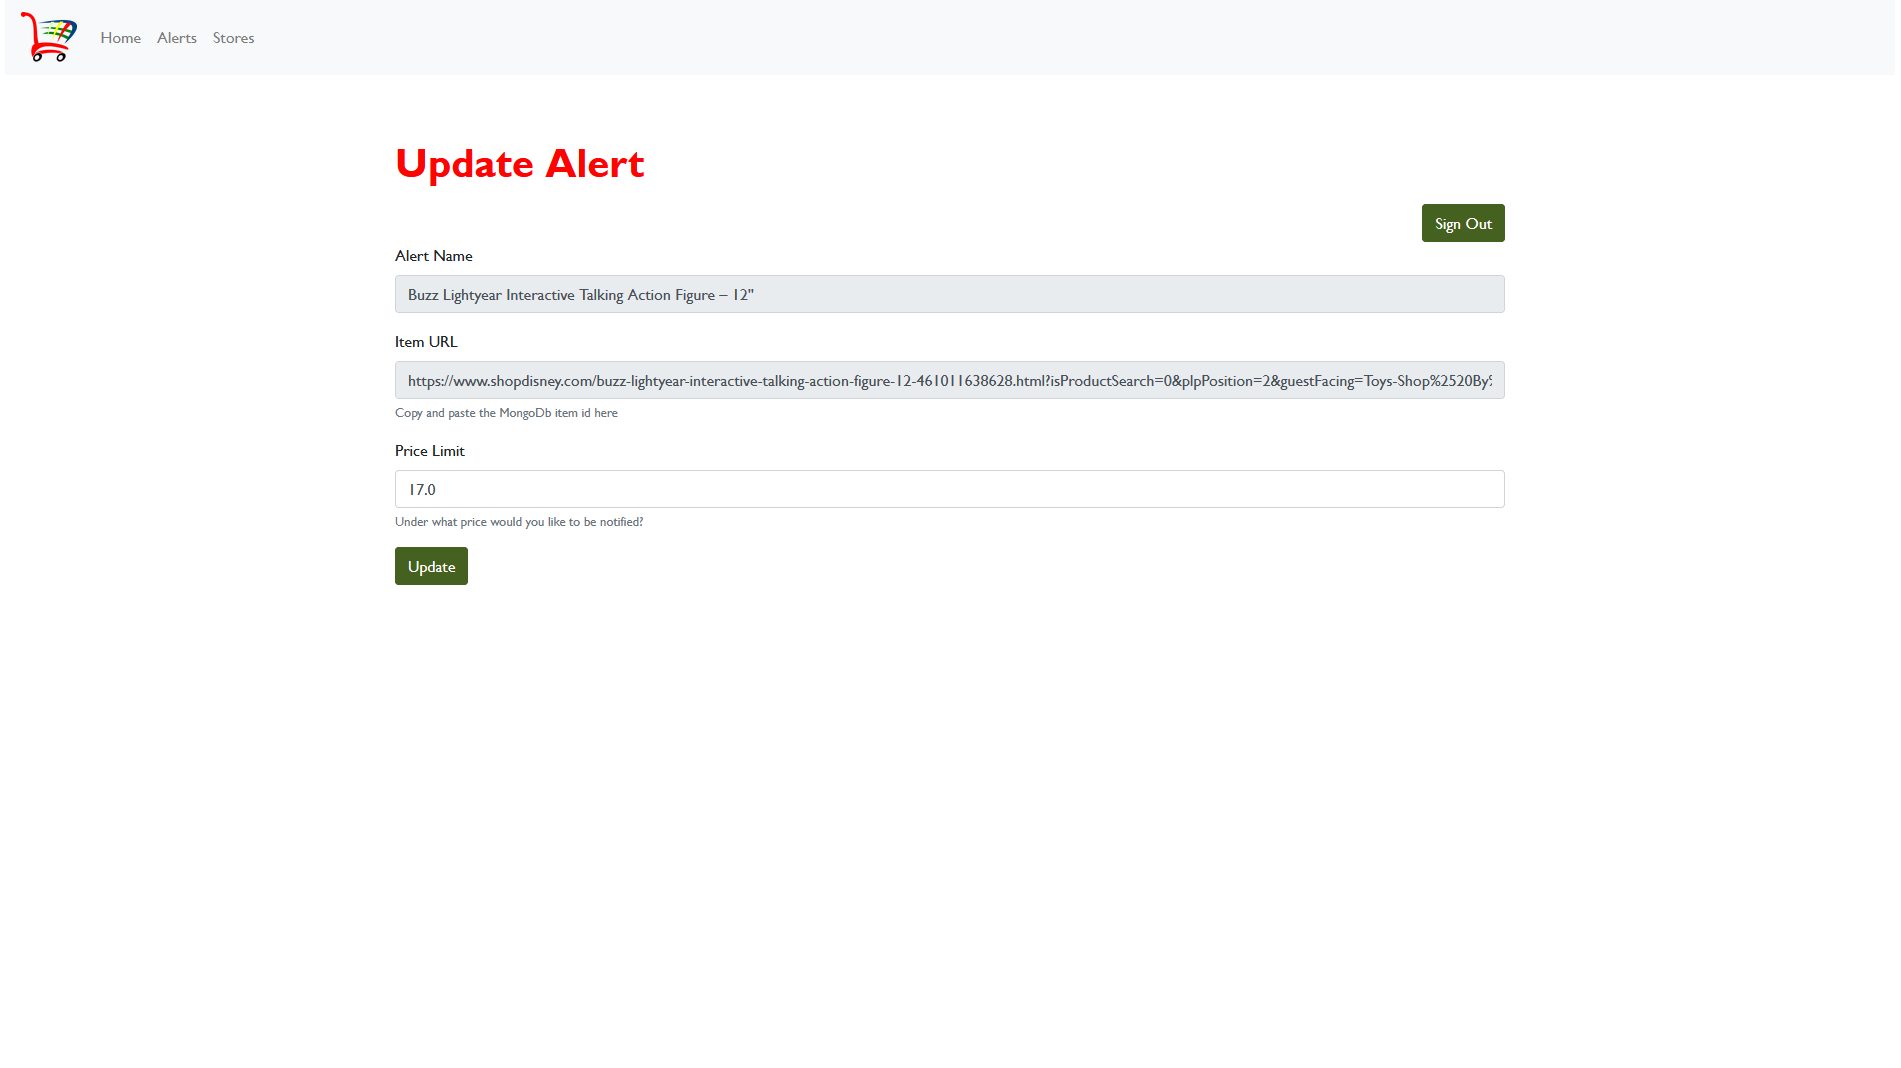 Home Alerts Stores
Update Alert
Sign Out
Alert Name
Buzz Lightyear Interactive Talking Action Figure – 12"
Item URL
https://www.shopdisney.com/buzz-lightyear-interactive-talking-action-figure-12-461011638628.html?isProductSearch=0&plpPosition=2&guestFacing=Toys-Shop%2520By%
Copy and paste the MongoDb item id here
Price Limit
17.0
Under what price would you like to be notified?
Update